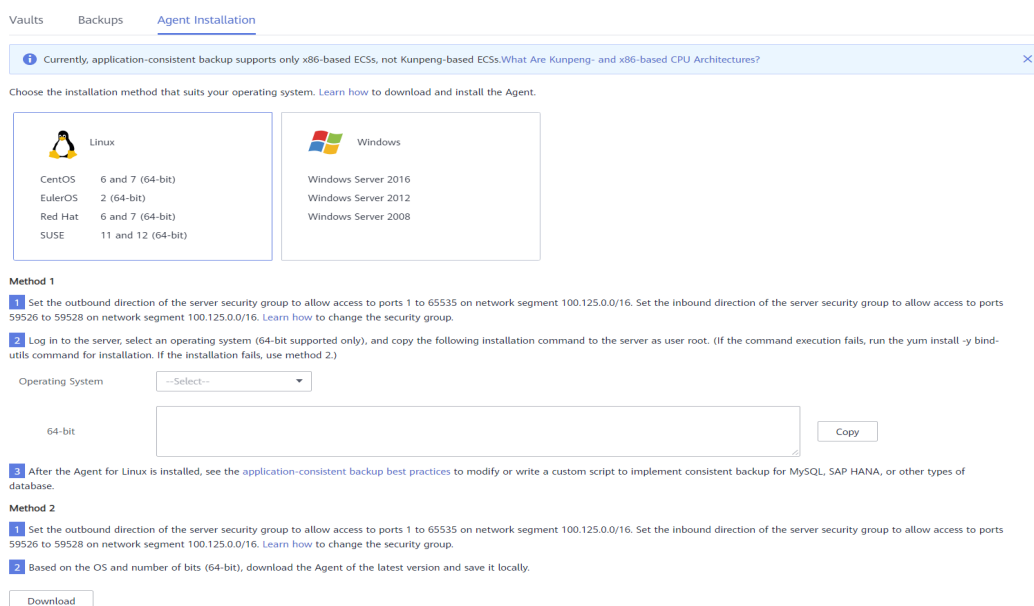 Vaults Backups Agent Installation
Currently, application-consistent backup supports only x86-based ECSs, not Kunpeng-based ECSs.What Are Kunpeng- and x86-based CPU Architectures?
Choose the installation method that suits your operating system. Learn how to download and install the Agent.
Linux
CentOS 6 and 7 (64-bit)
EulerOS 2 (64-bit)
Red Hat 6 and 7 (64-bit)
SUSE 11 and 12 (64-bit)
Windows
Windows Server 2016
Windows Server 2012
Windows Server 2008
Method 1
1 Set the outbound direction of the server security group to allow access to ports 1 to 65535 on network segment 100.125.0.0/16. Set the inbound direction of the server security group to allow access to ports
59526 to 59528 on network segment 100.125.0.0/16. Learn how to change the security group.
2 Log in to the server, select an operating system (64-bit supported only), and copy the following installation command to the server as user root. (If the command execution fails, run the yum install -y bind-
utils command for installation. If the installation fails, use method 2.)
Operating System --Select--
64-bit Copy
3 After the Agent for Linux is installed, see the application-consistent backup best practices to modify or write a custom script to implement consistent backup for MySQL, SAP HANA, or other types of
database.
Method 2
1 Set the outbound direction of the server security group to allow access to ports 1 to 65535 on network segment 100.125.0.0/16. Set the inbound direction of the server security group to allow access to ports
59526 to 59528 on network segment 100.125.0.0/16. Learn how to change the security group.
2 Based on the OS and number of bits (64-bit), download the Agent of the latest version and save it locally.
Download